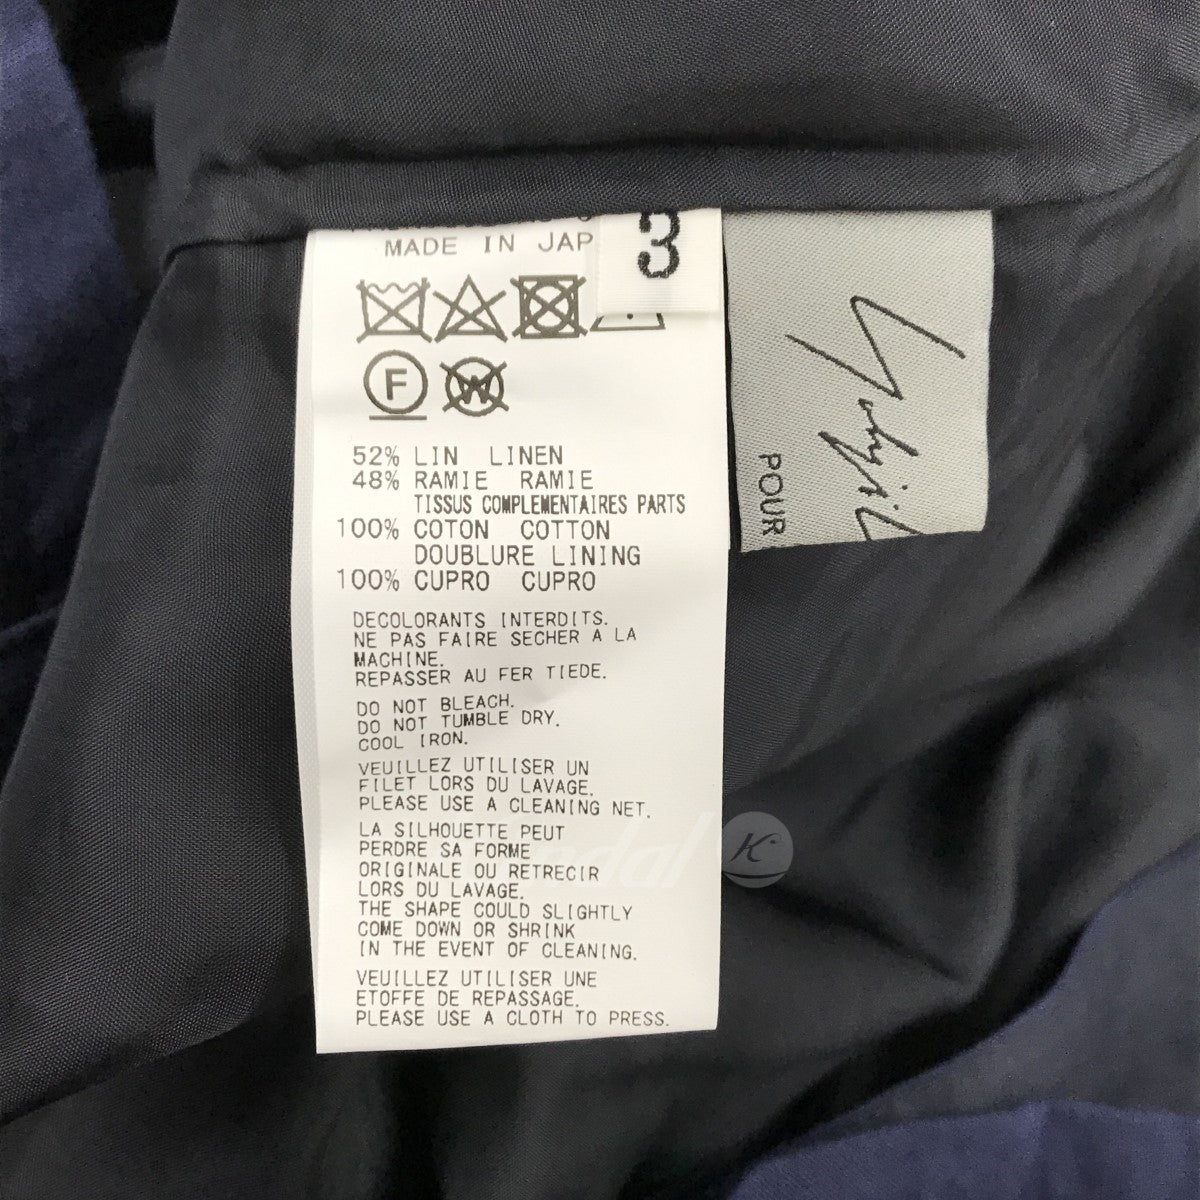 MADE IN JAP
3
F
W
52% LIN LINEN
48% RAMIE RAMIE
TISSUS COMPLEMENTAIRES PARTS
100% COTON COTTON
DOUBLURE LINING
100% CUPRO CUPRO
DECOLORANTS INTERDITS.
NE PAS FAIRE SECHER A LA
MACHINE.
REPASSER AU FER TIEDE.
DO NOT BLEACH.
DO NOT TUMBLE DRY.
COOL IRON.
VEUILLEZ UTILISER UN
FILET LORS DU LAVAGE.
PLEASE USE A CLEANING NET.
LA SILHOUETTE PEUT
PERDRE SA FORME
ORIGINALE OU RETRECIR
LORS DU LAVAGE.
THE SHAPE COULD SLIGHTLY
COME DOWN OR SHRINK
IN THE EVENT OF CLEANING.
VEUILLEZ UTILISER UNE
ETOFFE DE REPASSAGE.
PLEASE USE A CLOTH TO PRESS.
POUR
K